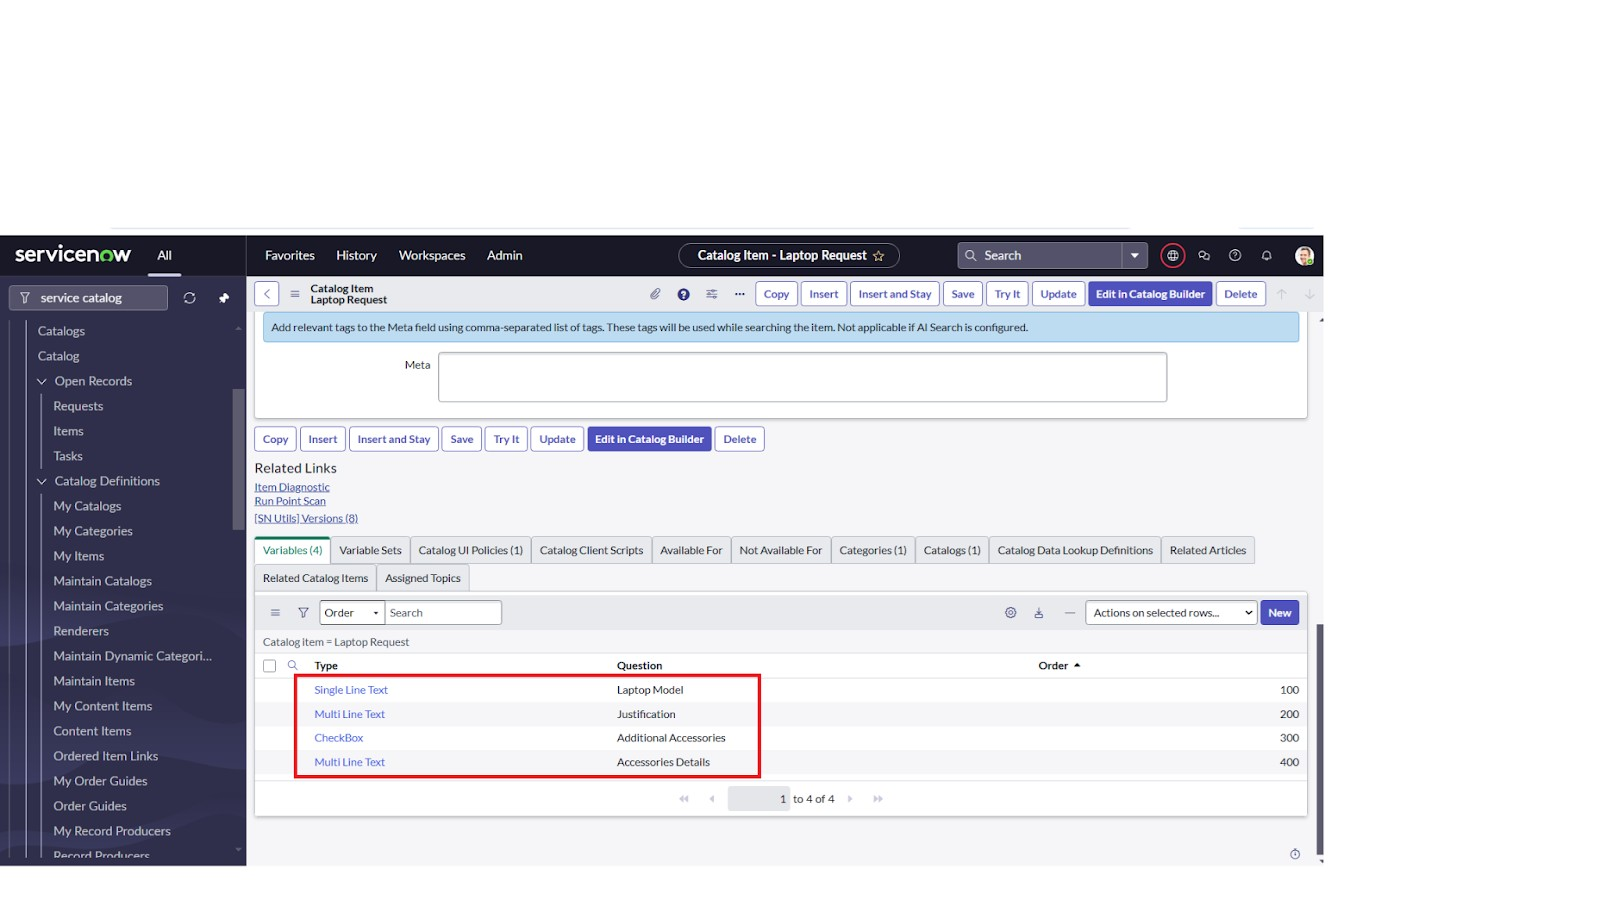 servicenow All Favorites History Workspaces Admin Catalog Item - Laptop Request Search
service catalog
Catalogs
Catalog
Open Records
Requests
Items
Tasks
Catalog Definitions
My Catalogs
My Categories
My Items
Maintain Catalogs
Maintain Categories
Renderers
Maintain Dynamic Categori...
Maintain Items
My Content Items
Content Items
Ordered Item Links
My Order Guides
Order Guides
My Record Producers
Record Producers
Catalog Item
Laptop Request
Copy Insert Insert and Stay Save Try It Update Edit in Catalog Builder Delete
Add relevant tags to the Meta field using comma-separated list of tags. These tags will be used while searching the item. Not applicable if AI Search is configured.
Meta
Copy Insert Insert and Stay Save Try It Update Edit in Catalog Builder Delete
Related Links
Item Diagnostic
Run Point Scan
[SN Utils] Versions (8)
Variables (4) Variable Sets Catalog UI Policies (1) Catalog Client Scripts Available For Not Available For Categories (1) Catalogs (1) Catalog Data Lookup Definitions Related Articles
Related Catalog Items Assigned Topics
Order Search Actions on selected rows... New
Catalog item = Laptop Request
Type Question Order
Single Line Text Laptop Model 100
Multi Line Text Justification 200
CheckBox Additional Accessories 300
Multi Line Text Accessories Details 400
1 to 4 of 4